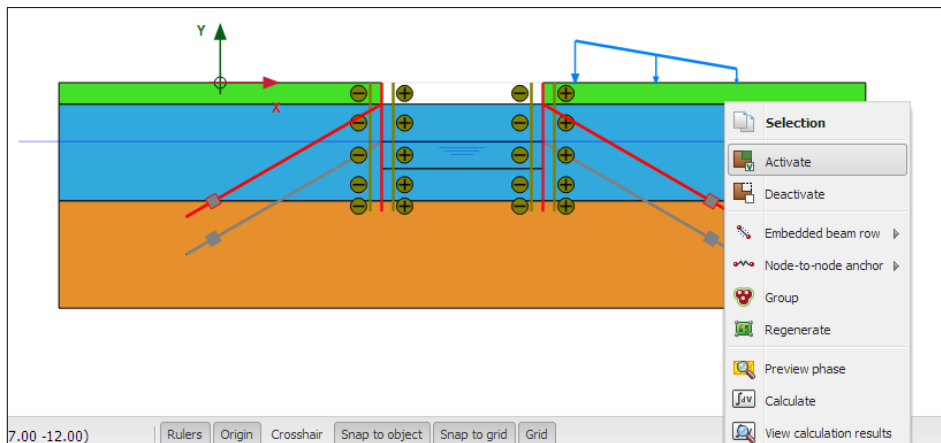 Y
X
Selection
Activate
Deactivate
Embedded beam row
Node-to-node anchor
Group
Regenerate
Preview phase
Calculate
View calculation results
7.00 -12.00)
Rulers
Origin
Crosshair
Snap to object
Snap to grid
Grid